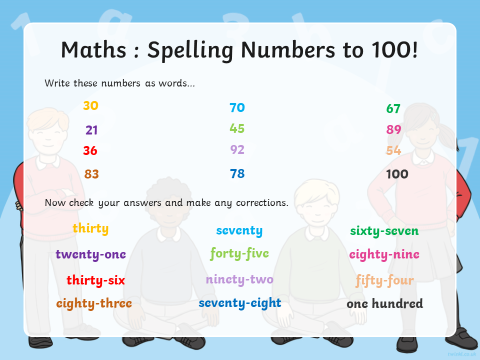 Maths : Spelling Numbers to 100!
Write these numbers as words...
30 70 67
21 45 89
36 92 54
83 78 100
Now check your answers and make any corrections.
thirty seventy sixty-seven
twenty-one forty-five eighty-nine
thirty-six ninety-two fifty-four
eighty-three seventy-eight one hundred